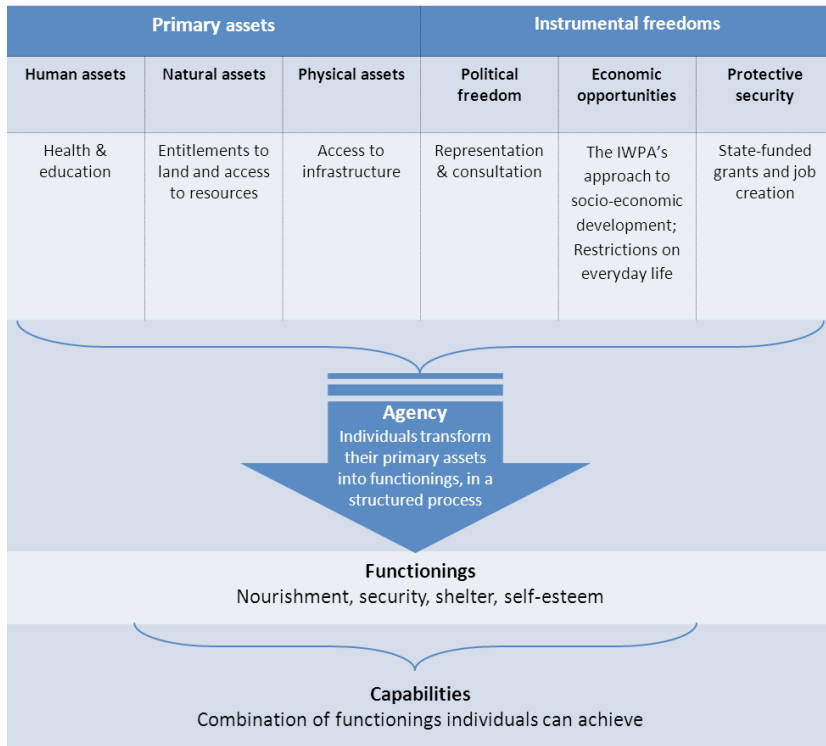 Primary assets
Instrumental freedoms
Human assets
Natural assets
Physical assets
Political
freedom
Economic
opportunities
Protective
security
Health &
education
Entitlements to
land and access
to resources
Access to
infrastructure
Representation
& consultation
The IWPA’s
approach to
socio-economic
development;
Restrictions on
everyday life
State-funded
grants and job
creation
Agency
Individuals transform
their primary assets
into functionings, in a
structured process
Functionings
Nourishment, security, shelter, self-esteem
Capabilities
Combination of functionings individuals can achieve